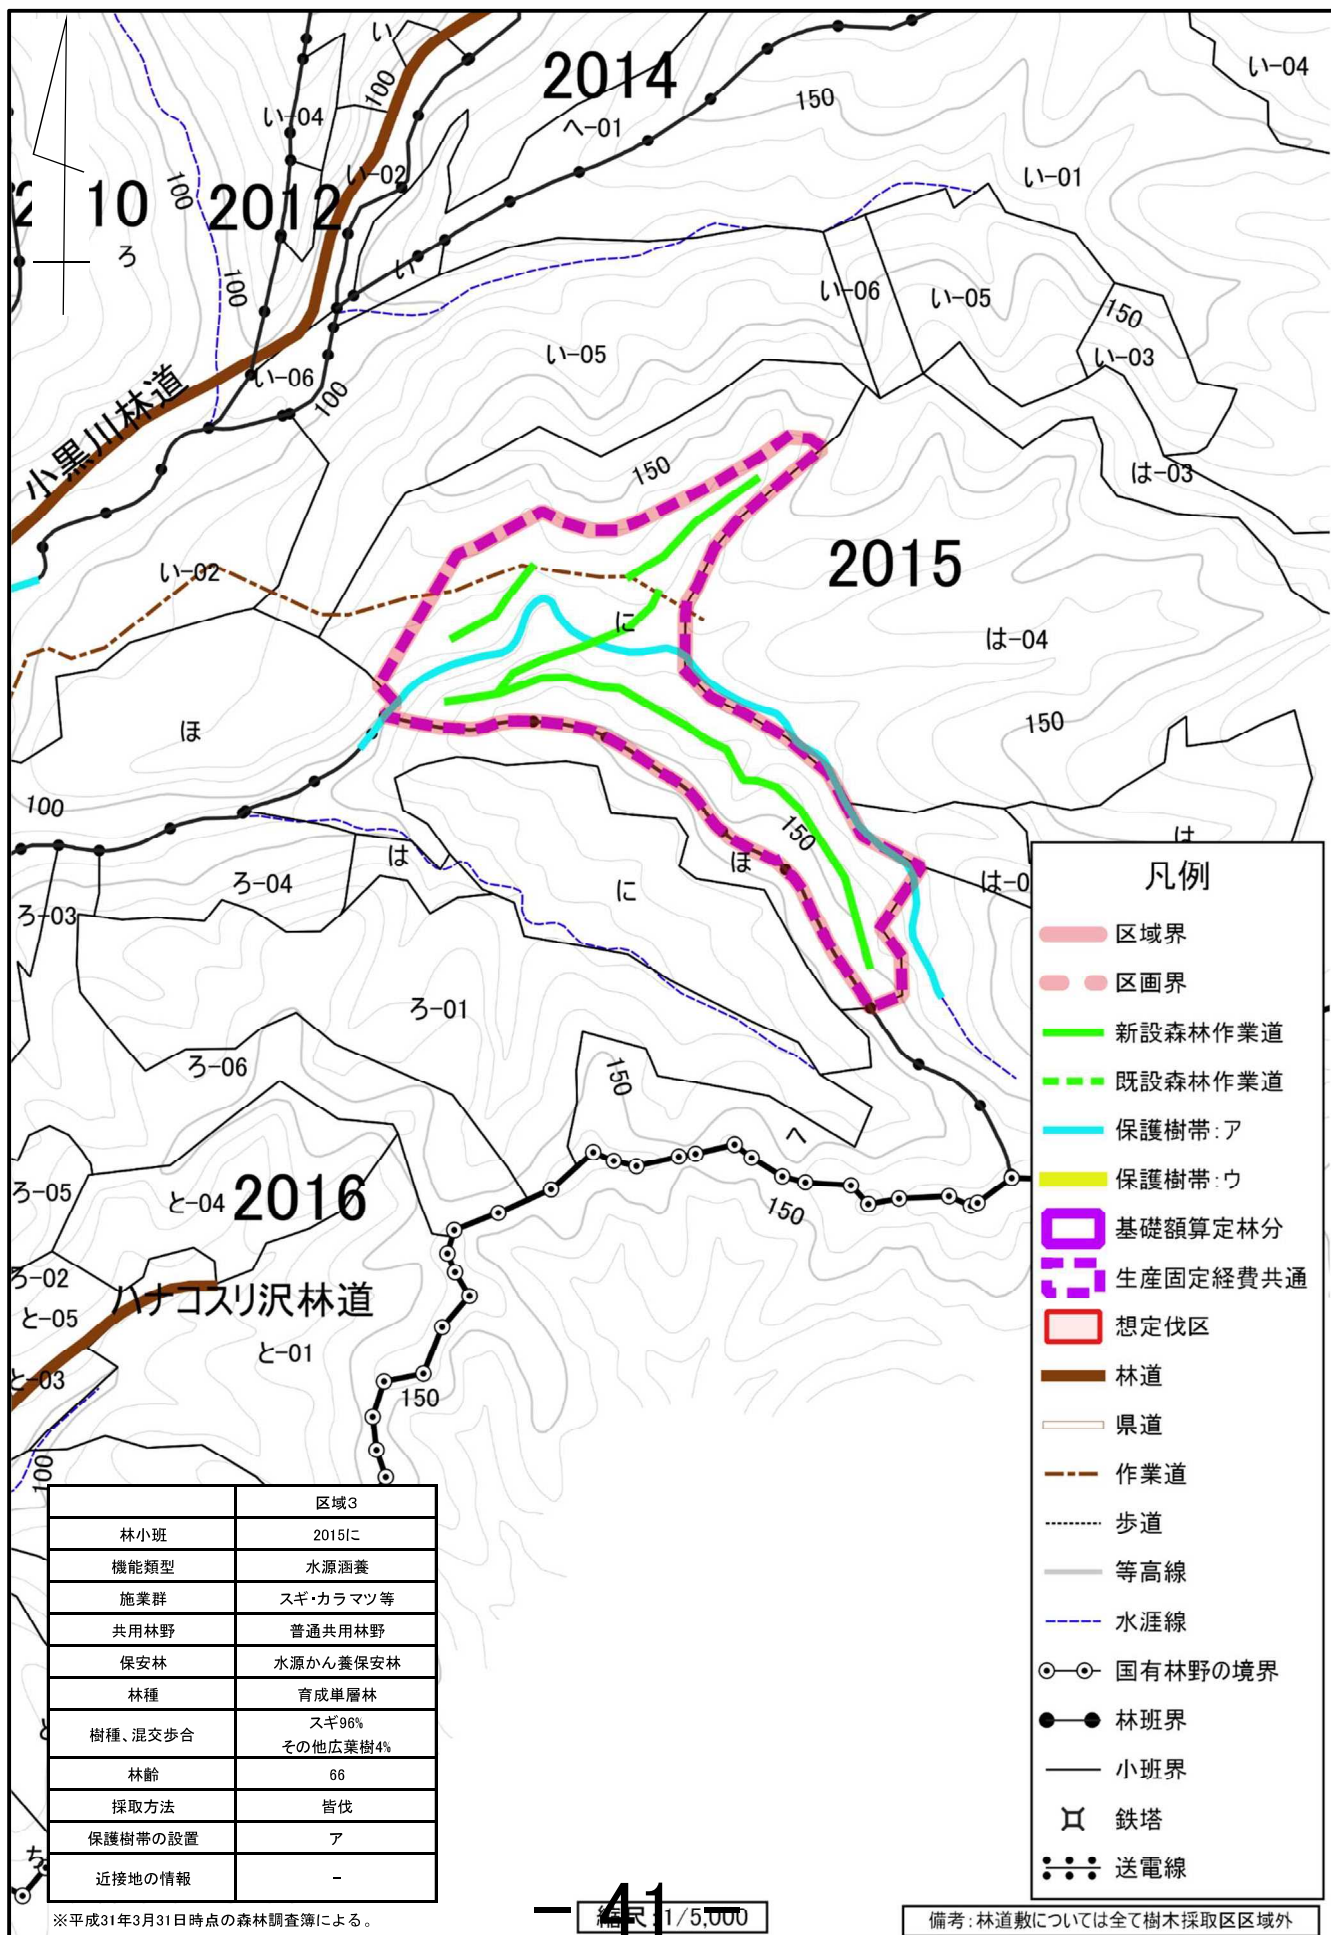 2014
2012
10
2015
2016
い
い-04
い-02
へ-01
い-04
い-01
150
100
100
100
100
ろ
い
い-06
い-05
い-06
い-05
い-03
150
は-03
小黒川林道
150
い-02
に
は-04
150
ほ
100
は
ろ-04
ろ-03
に
ほ
150
は
ろ-01
ろ-06
150
ろ-05
と-04
150
ろ-02
と-05
ハナコスリ沢林道
と-01
と-03
150
100
ち
凡例
区域界
区画界
新設森林作業道
既設森林作業道
保護樹帯:ア
保護樹帯:ウ
基礎額算定林分
生産固定経費共通
想定伐区
林道
県道
作業道
歩道
等高線
水涯線
国有林野の境界
林班界
小班界
鉄塔
送電線
区域3
林小班 2015に
機能類型 水源涵養
施業群 スギ・カラマツ等
共用林野 普通共用林野
保安林 水源かん養保安林
林種 育成単層林
樹種、混交歩合 スギ96%
その他広葉樹4%
林齢 66
採取方法 皆伐
保護樹帯の設置 ア
近接地の情報 -
※平成31年3月31日時点の森林調査簿による。
- 41 -
縮尺:1/5,000
備考:林道敷については全て樹木採取区区域外